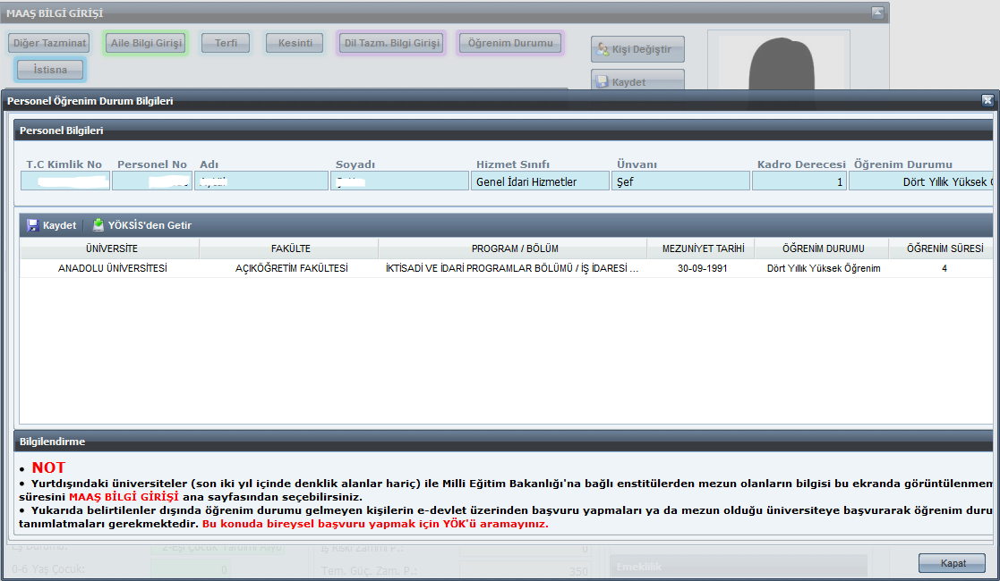 MAAŞ BİLGİ GİRİŞİ
Diğer Tazminat Aile Bilgi Girişi Terfi Kesinti Dil Tazm. Bilgi Girişi Öğrenim Durumu Kişi Değiştir
İstisna Kaydet
Personel Öğrenim Durum Bilgileri
Personel Bilgileri
T.C Kimlik No Personel No Adı Soyadı Hizmet Sınıfı Ünvanı Kadro Derecesi Öğrenim Durumu
Genel İdari Hizmetler Şef 1 Dört Yıllık Yüksek
Kaydet YÖKSİS'den Getir
ÜNİVERSİTE FAKÜLTE PROGRAM / BÖLÜM MEZUNİYET TARİHİ ÖĞRENİM DURUMU ÖĞRENİM SÜRESİ
ANADOLU ÜNİVERSİTESİ AÇIKÖĞRETİM FAKÜLTESİ İKTİSADİ VE İDARİ PROGRAMLAR BÖLÜMÜ / İŞ İDARESİ ... 30-09-1991 Dört Yıllık Yüksek Öğrenim 4
Bilgilendirme
• NOT
• Yurtdışındaki üniversiteler (son iki yıl içinde denklik alanlar hariç) ile Milli Eğitim Bakanlığı'na bağlı enstitülerden mezun olanların bilgisi bu ekranda görüntülenmem
süresini MAAŞ BİLGİ GİRİŞİ ana sayfasından seçebilirsiniz.
• Yukarıda belirtilenler dışında öğrenim durumu gelmeyen kişilerin e-devlet üzerinden başvuru yapmaları ya da mezun olduğu üniversiteye başvurarak öğrenim duru
tanımlatmaları gerekmektedir. Bu konuda bireysel başvuru yapmak için YÖK'ü aramayınız.
Eş Durumu: 2-Eşi Çocuk Yardımı Alıyo İş Riski Zammı P.: 0
0-6 Yaş Çocuk: 0 Tem. Güç. Zam. P.: 350 Emeklilik
Kapat